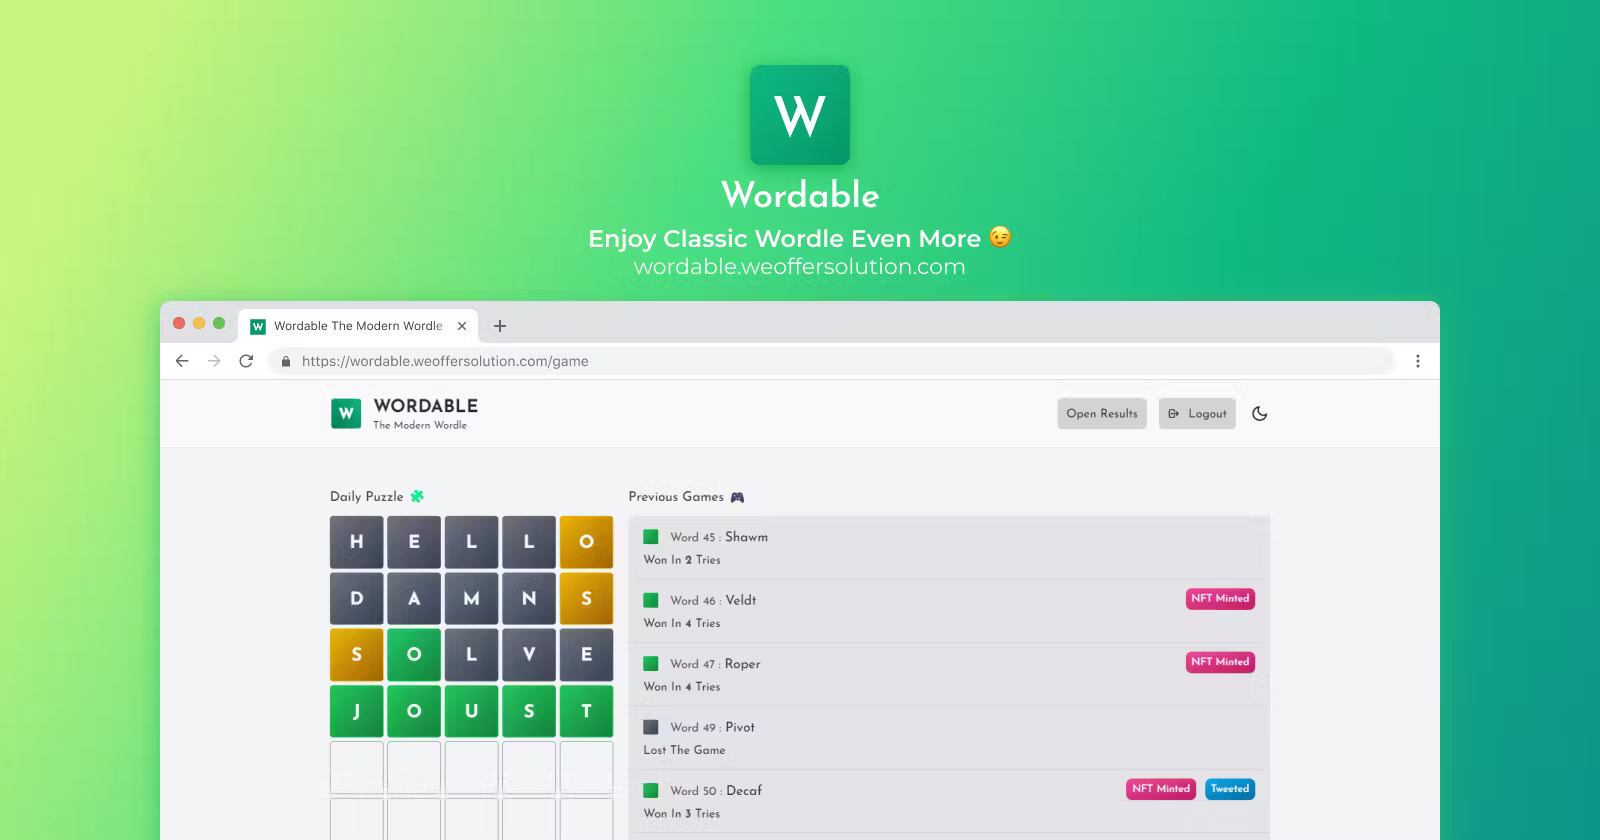 W
Wordable
Enjoy Classic Wordle Even More 😉
wordable.weoffersolution.com
W Wordable The Modern Wordle
https://wordable.weoffersolution.com/game
W WORDABLE
The Modern Wordle
Open Results Logout
Daily Puzzle
H E L L O
D A M N S
S O L V E
J O U S T
Previous Games
Word 45 : Shawm
Won In 2 Tries
Word 46 : Veldt NFT Minted
Won In 4 Tries
Word 47 : Roper NFT Minted
Won In 4 Tries
Word 49 : Pivot
Lost The Game
Word 50 : Decaf NFT Minted Tweeted
Won In 3 Tries